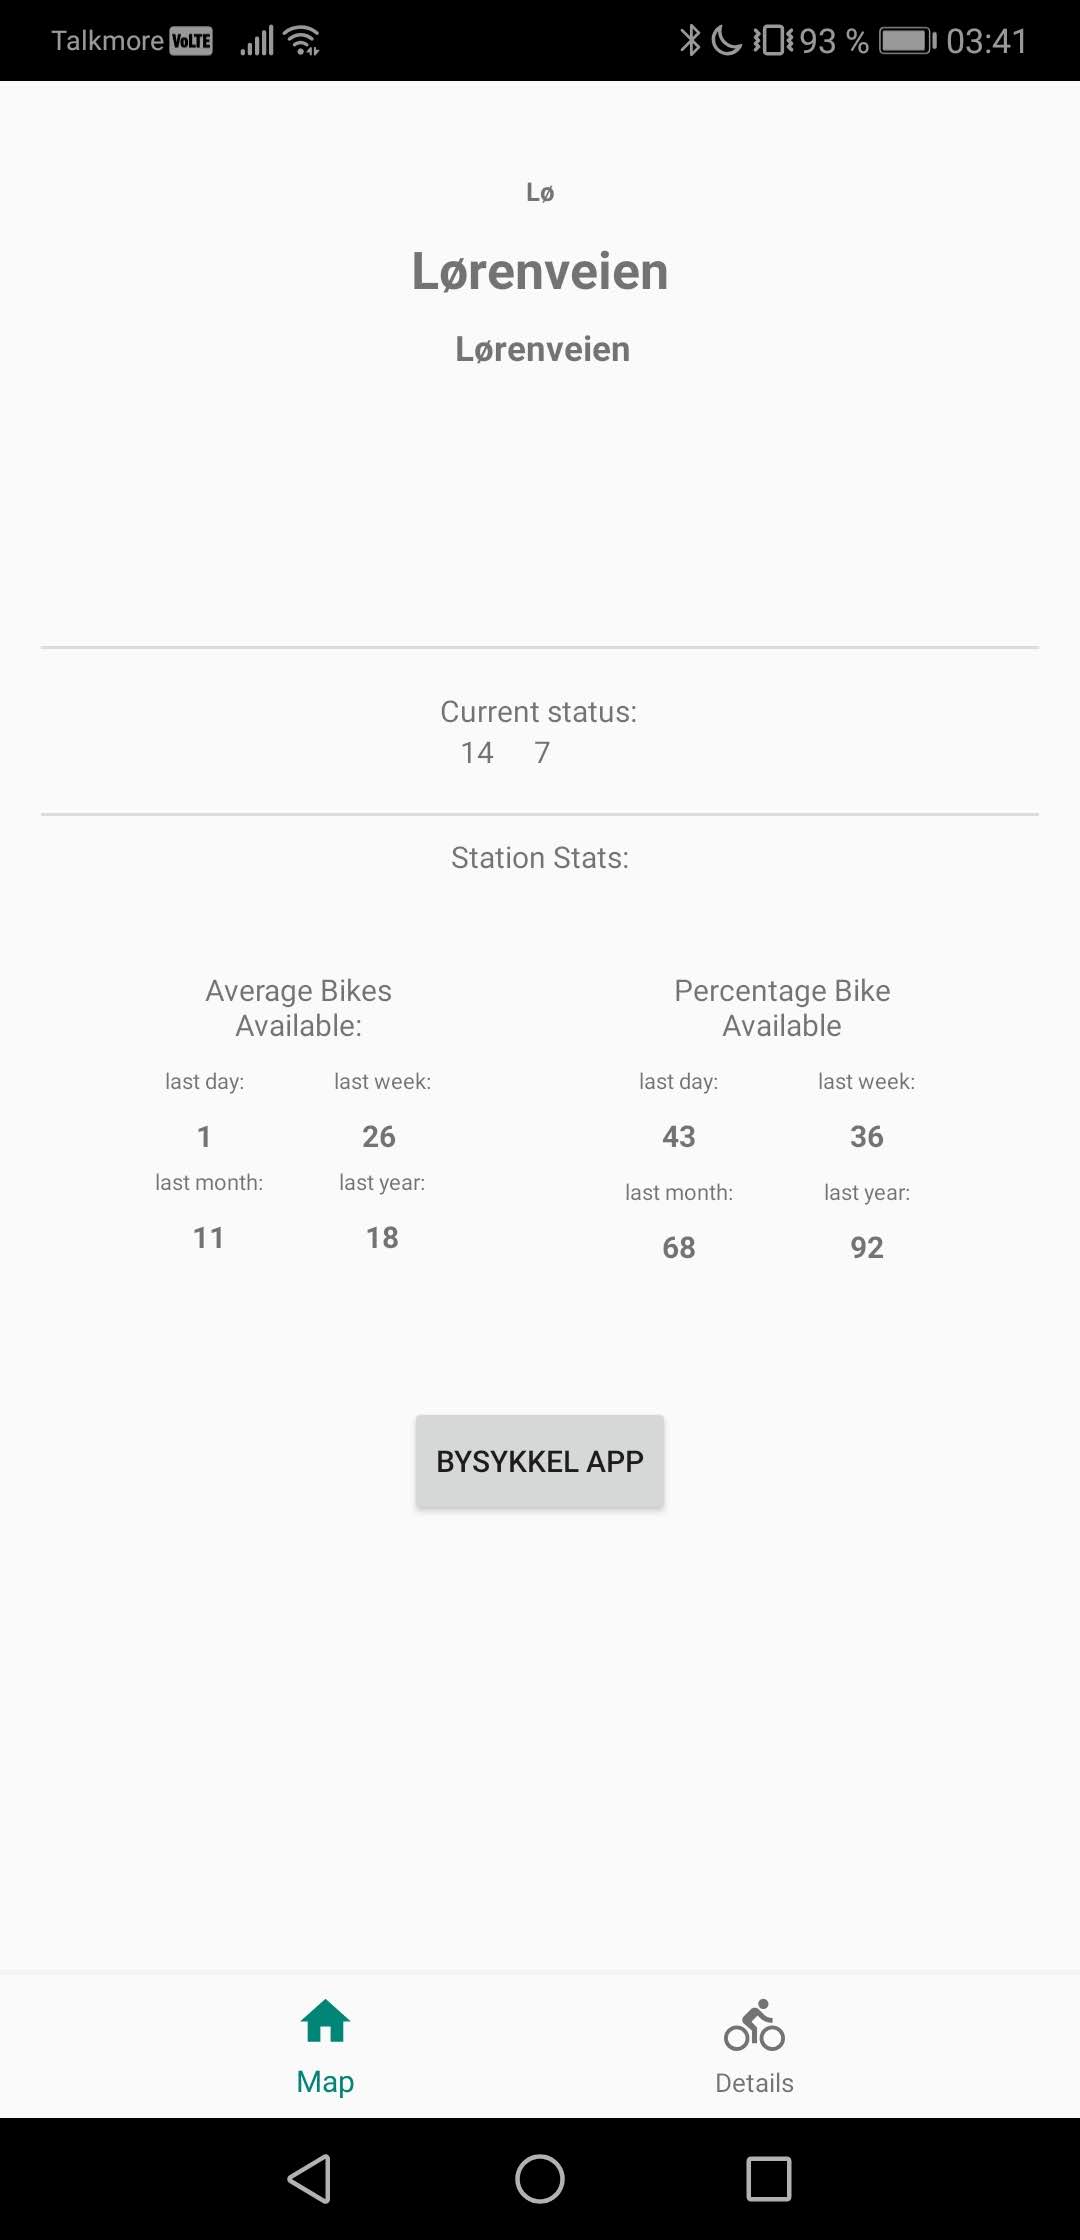 Talkmore VoLTE 93 % 03:41
Lø
Lørenveien
Lørenveien
Current status:
14 7
Station Stats:
Average Bikes
Available:
last day: last week:
1 26
last month: last year:
11 18
Percentage Bike
Available
last day: last week:
43 36
last month: last year:
68 92
BYSYKKEL APP
Map Details